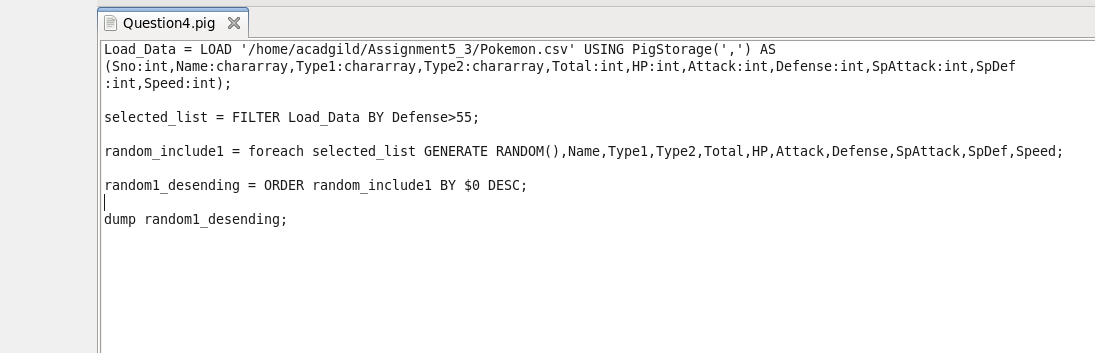 Question4.pig
Load_Data = LOAD '/home/acadgild/Assignment5_3/Pokemon.csv' USING PigStorage(',') AS
(Sno:int,Name:chararray,Type1:chararray,Type2:chararray,Total:int,HP:int,Attack:int,Defense:int,SpAttack:int,SpDef
:int,Speed:int);
selected_list = FILTER Load_Data BY Defense>55;
random_include1 = foreach selected_list GENERATE RANDOM(),Name,Type1,Type2,Total,HP,Attack,Defense,SpAttack,SpDef,Speed;
random1_desending = ORDER random_include1 BY $0 DESC;
dump random1_desending;